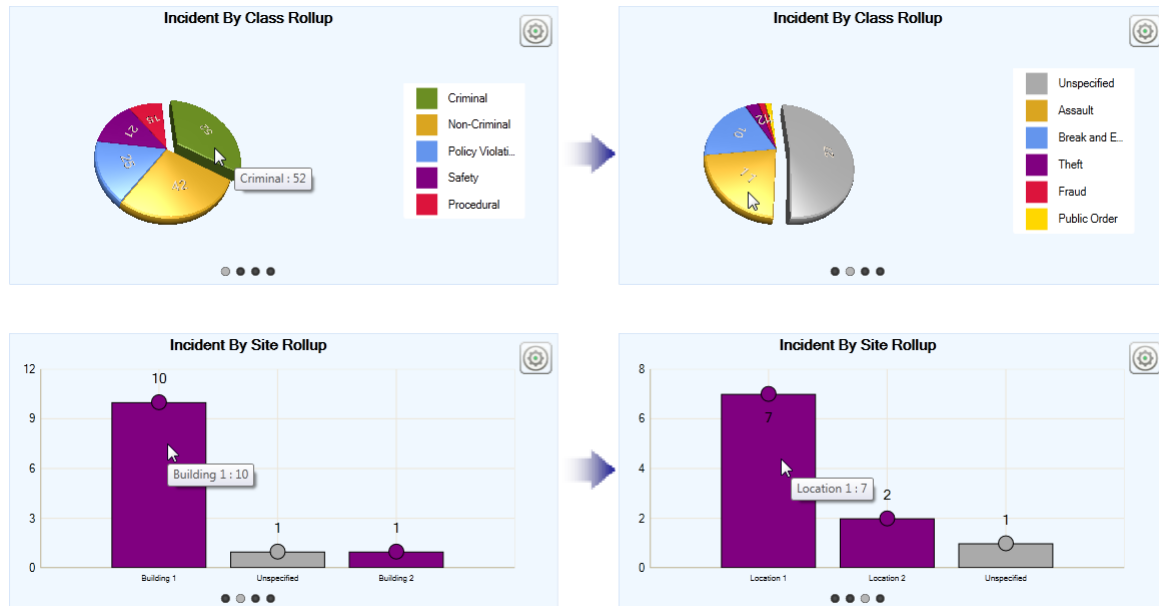 Incident By Class Rollup
Criminal
Non-Criminal
Policy Violati..
Safety
Procedural
Criminal : 52
21
Incident By Class Rollup
Unspecified
Assault
Break and E..
Theft
Fraud
Public Order
10
Incident By Site Rollup
12
9
6
3
0
10
1
1
Building 1 : 10
Building 1
Unspecified
Building 2
Incident By Site Rollup
8
6
4
2
0
7
2
1
Location 1 : 7
Location 1
Location 2
Unspecified